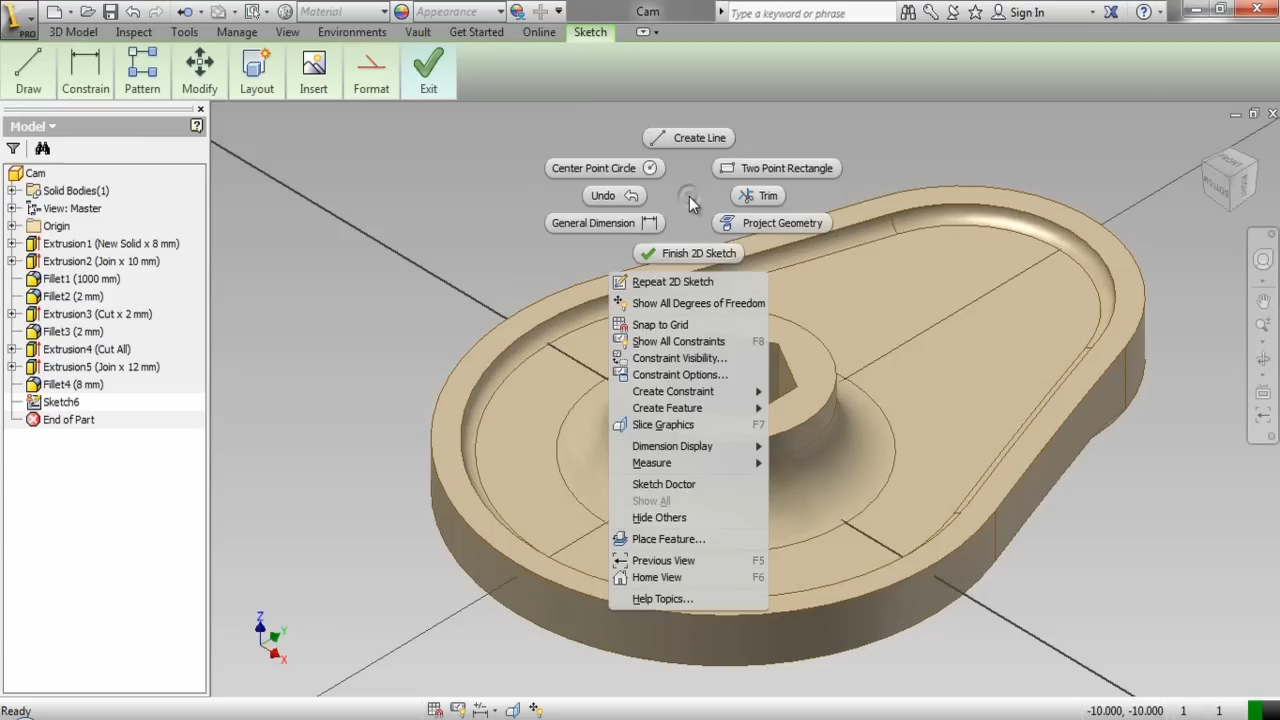 Material
Appearance
Cam
Type a keyword or phrase
Sign In
PRO
3D Model
Inspect
Tools
Manage
View
Environments
Vault
Get Started
Online
Sketch
Draw
Constrain
Pattern
Modify
Layout
Insert
Format
Exit
Model
Cam
Solid Bodies(1)
View: Master
Origin
Extrusion1 (New Solid x 8 mm)
Extrusion2 (Join x 10 mm)
Fillet1 (1000 mm)
Fillet2 (2 mm)
Extrusion3 (Cut x 2 mm)
Fillet3 (2 mm)
Extrusion4 (Cut All)
Extrusion5 (Join x 12 mm)
Fillet4 (8 mm)
Sketch6
End of Part
Create Line
Center Point Circle
Two Point Rectangle
Undo
Trim
General Dimension
Project Geometry
Finish 2D Sketch
Repeat 2D Sketch
Show All Degrees of Freedom
Snap to Grid
Show All Constraints F8
Constraint Visibility...
Constraint Options...
Create Constraint
Create Feature
Slice Graphics F7
Dimension Display
Measure
Sketch Doctor
Show All
Hide Others
Place Feature...
Previous View F5
Home View F6
Help Topics...
FRONT
BOTTOM
Z
Y
X
Ready
-10.000, -10.000 1 1